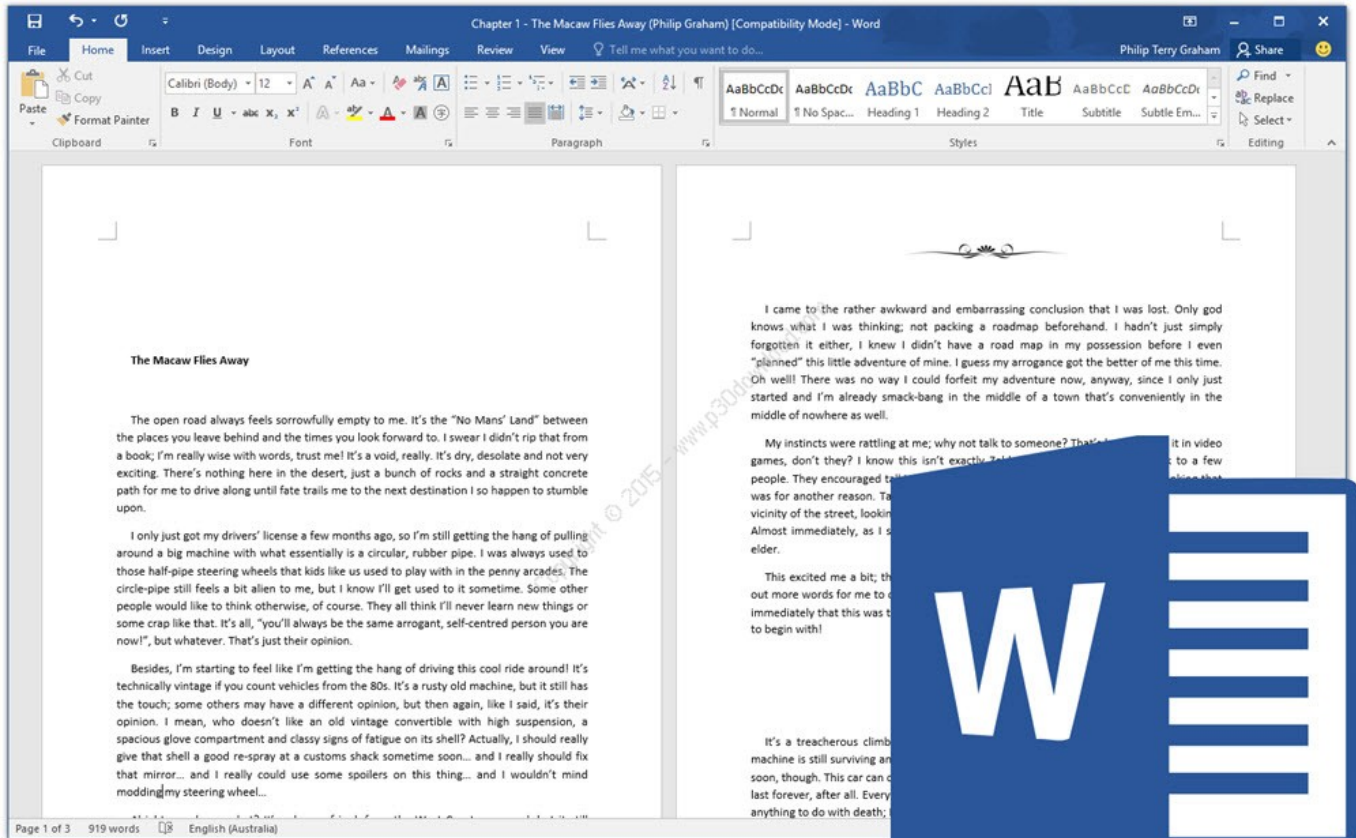 Chapter 1 - The Macaw Flies Away (Philip Graham) [Compatibility Mode] - Word
File Home Insert Design Layout References Mailings Review View Tell me what you want to do... Philip Terry Graham Share
Cut
Copy
Paste
Format Painter
Calibri (Body) 12
AaBbCcDc AaBbCcDc AaBbC AaBbCcI AaB AaBbCcC AaBbCcDc
¶ Normal ¶ No Spac... Heading 1 Heading 2 Title Subtitle Subtle Em...
Find
Replace
Select
Clipboard Font Paragraph Styles Editing
The Macaw Flies Away
The open road always feels sorrowfully empty to me. It's the “No Mans' Land” between
the places you leave behind and the times you look forward to. I swear I didn't rip that from
a book; I'm really wise with words, trust me! It's a void, really. It's dry, desolate and not very
exciting. There's nothing here in the desert, just a bunch of rocks and a straight concrete
path for me to drive along until fate trails me to the next destination I so happen to stumble
upon.
I only just got my drivers' license a few months ago, so I'm still getting the hang of pulling
around a big machine with what essentially is a circular, rubber pipe. I was always used to
those half-pipe steering wheels that kids like us used to play with in the penny arcades. The
circle-pipe still feels a bit alien to me, but I know I'll get used to it sometime. Some other
people would like to think otherwise, of course. They all think I'll never learn new things or
some crap like that. It's all, “you'll always be the same arrogant, self-centred person you are
now!”, but whatever. That's just their opinion.
Besides, I'm starting to feel like I'm getting the hang of driving this cool ride around! It's
technically vintage if you count vehicles from the 80s. It's a rusty old machine, but it still has
the touch; some others may have a different opinion, but then again, like I said, it's their
opinion. I mean, who doesn't like an old vintage convertible with high suspension, a
spacious glove compartment and classy signs of fatigue on its shell? Actually, I should really
give that shell a good re-spray at a customs shack sometime soon... and I really should fix
that mirror... and I really could use some spoilers on this thing... and I wouldn't mind
modding my steering wheel...
I came to the rather awkward and embarrassing conclusion that I was lost. Only god
knows what I was thinking; not packing a roadmap beforehand. I hadn't just simply
forgotten it either, I knew I didn't have a road map in my possession before I even
“planned” this little adventure of mine. I guess my arrogance got the better of me this time.
Oh well! There was no way I could forfeit my adventure now, anyway, since I only just
started and I'm already smack-bang in the middle of a town that's conveniently in the
middle of nowhere as well.
My instincts were rattling at me; why not talk to someone? That's it in video
games, don't they? I know this isn't exactly to a few
people. They encouraged
was for another reason.
vicinity of the street,
Almost immediately, as I
elder.
This excited me a bit;
out more words for me to
immediately that this was
to begin with!
It's a treacherous climb
machine is still surviving
soon, though. This car can
last forever, after all.
anything to do with death;
Copyright © 2015 - www.p30download.com
W
Page 1 of 3 919 words English (Australia)